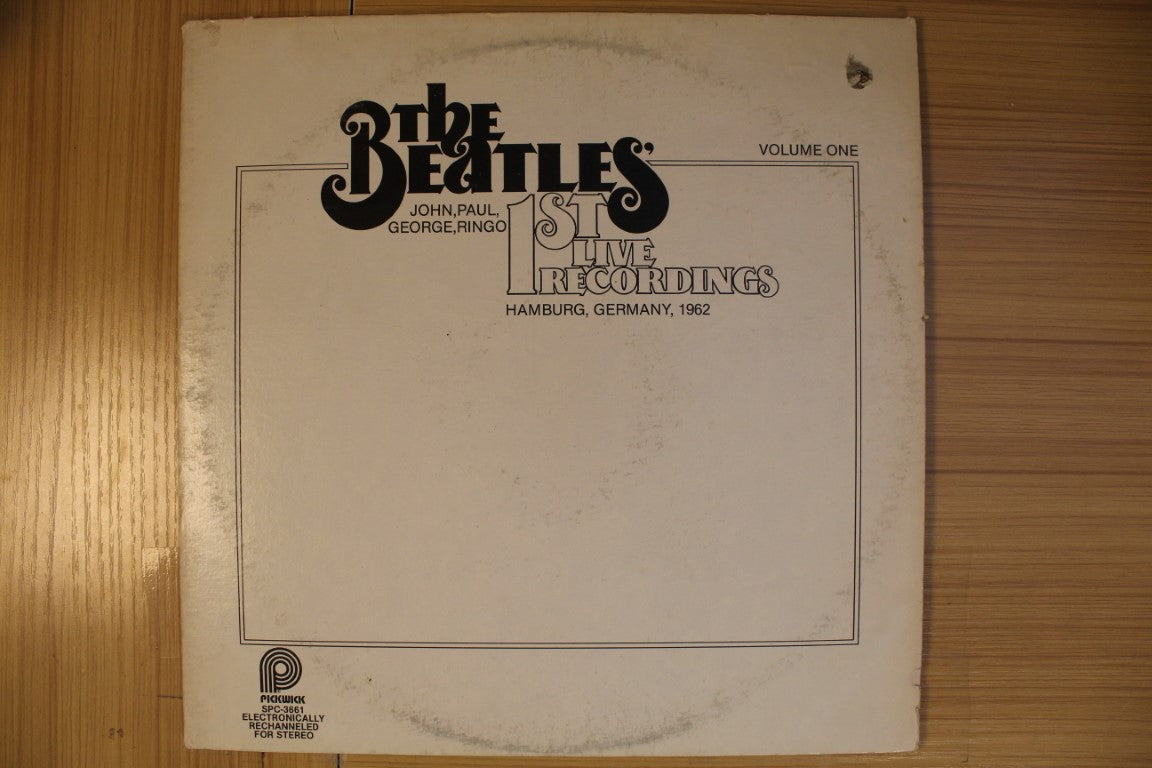 the
BEATLES'
VOLUME ONE
JOHN,PAUL,
GEORGE,RINGO
1ST
LIVE
RECORDINGS
HAMBURG, GERMANY, 1962
P
PICKWICK
SPC-3661
ELECTRONICALLY
RECHANNELED
FOR STEREO